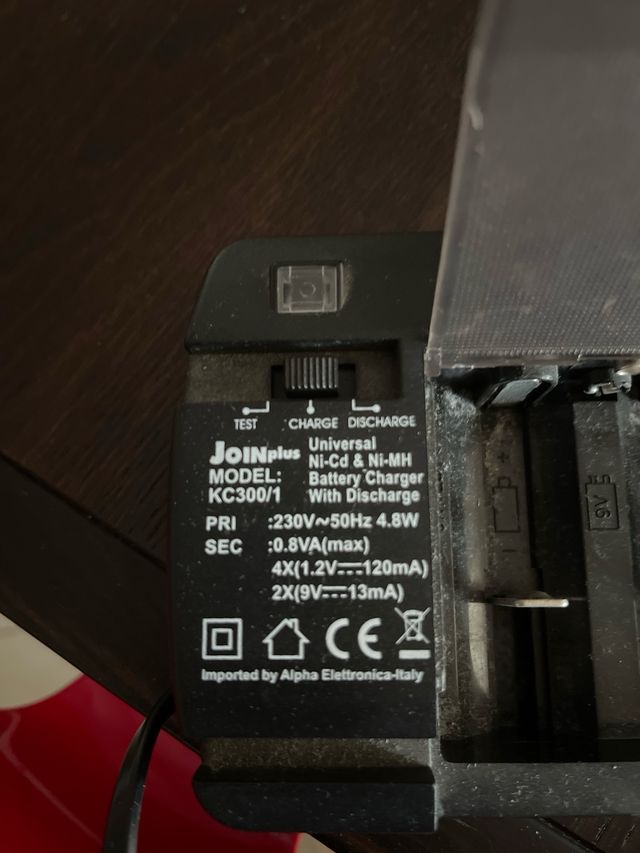 TEST CHARGE DISCHARGE
JOINplus Universal
Ni-Cd & Ni-MH
MODEL: Battery Charger
KC300/1 With Discharge
PRI :230V~50Hz 4.8W
SEC :0.8VA(max)
4X(1.2V⎓120mA)
2X(9V⎓13mA)
CE
Imported by Alpha Elettronica-Italy
+
−
9V